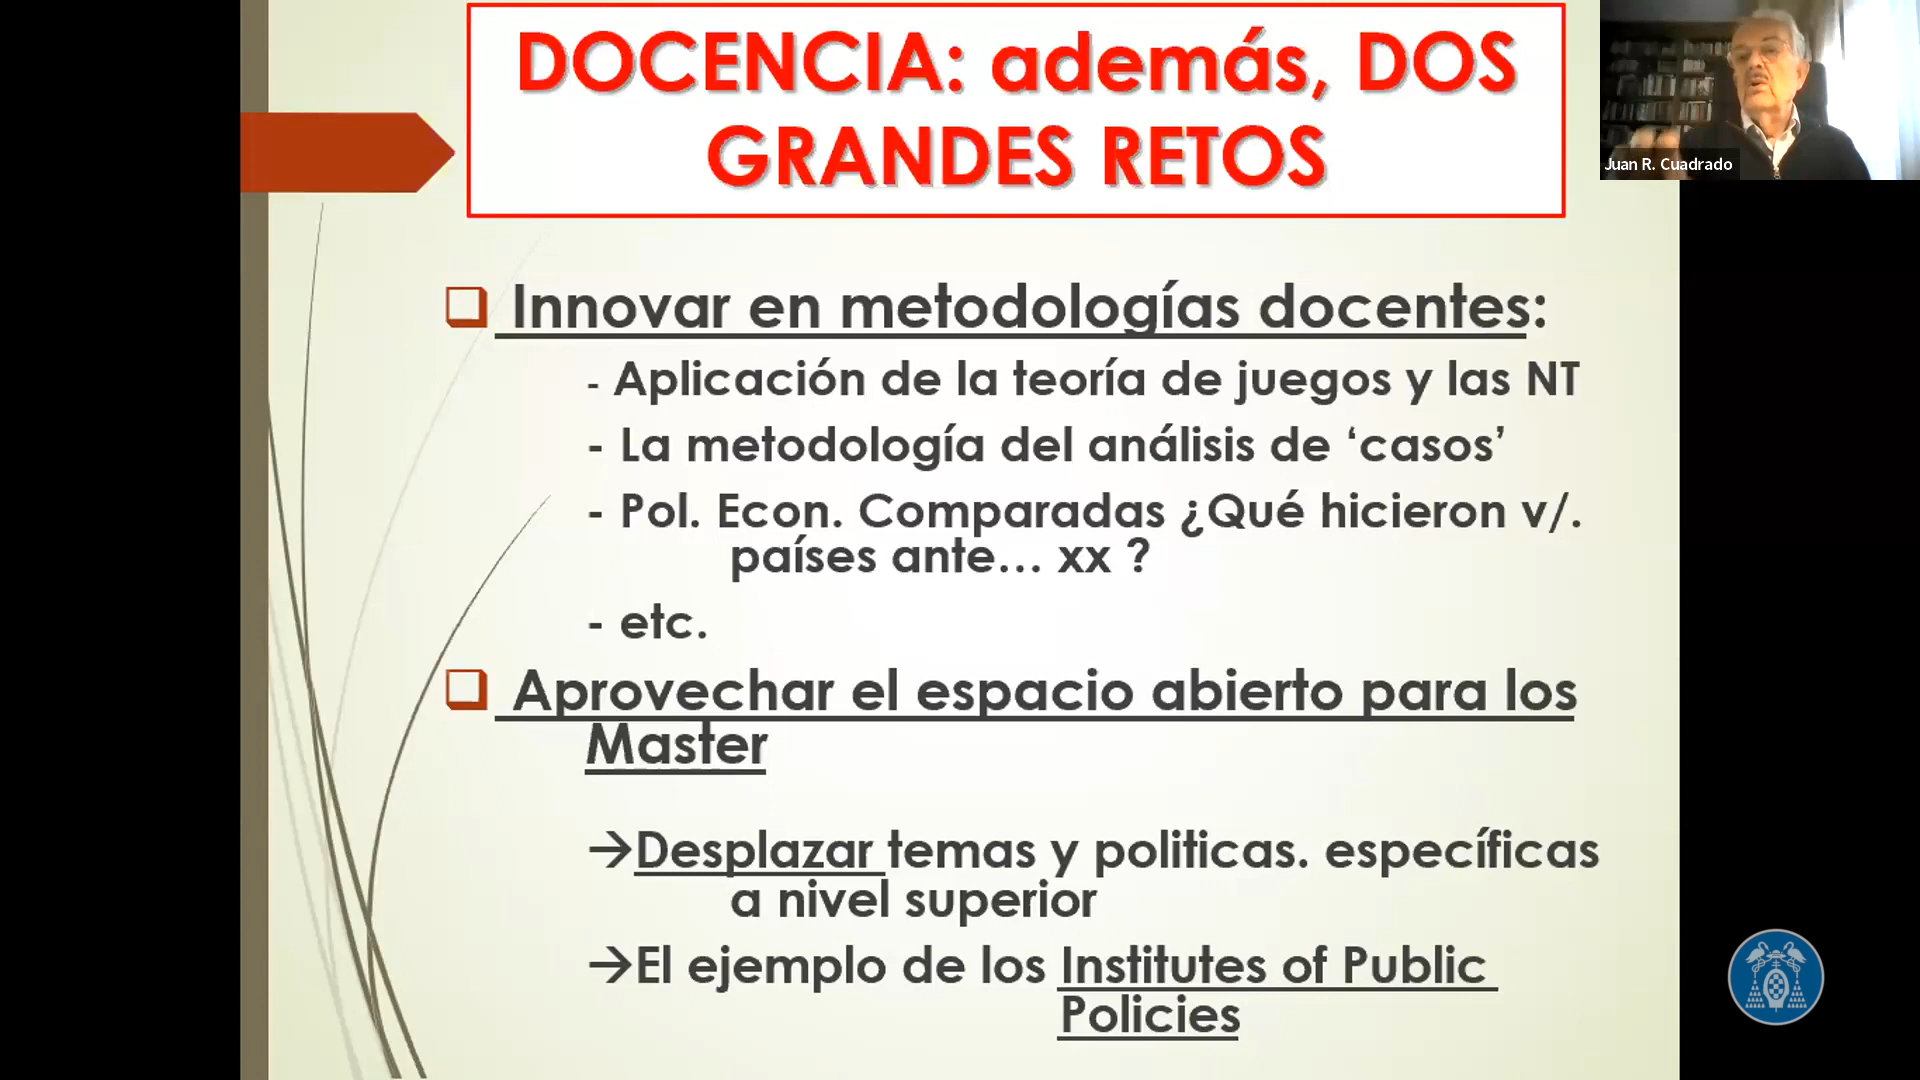 DOCENCIA: además, DOS
GRANDES RETOS
Juan R. Cuadrado
❑ Innovar en metodologías docentes:
- Aplicación de la teoría de juegos y las NT
- La metodología del análisis de ‘casos’
- Pol. Econ. Comparadas ¿Qué hicieron v/.
países ante... xx ?
- etc.
❑ Aprovechar el espacio abierto para los
Master
→Desplazar temas y politicas. específicas
a nivel superior
→El ejemplo de los Institutes of Public
Policies